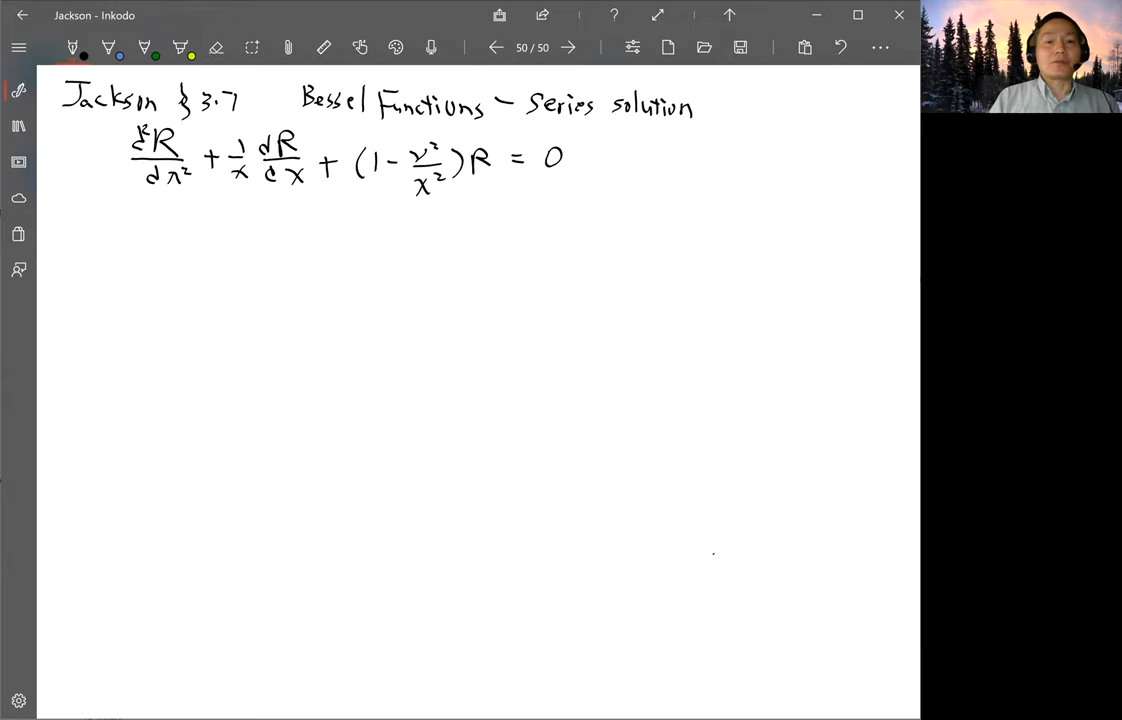 Jackson - Inkodo
50 / 50
Jackson § 3.7 Bessel Functions - Series solution
d²R/dx² + 1/x dR/dx + (1 - ν²/x²)R = 0